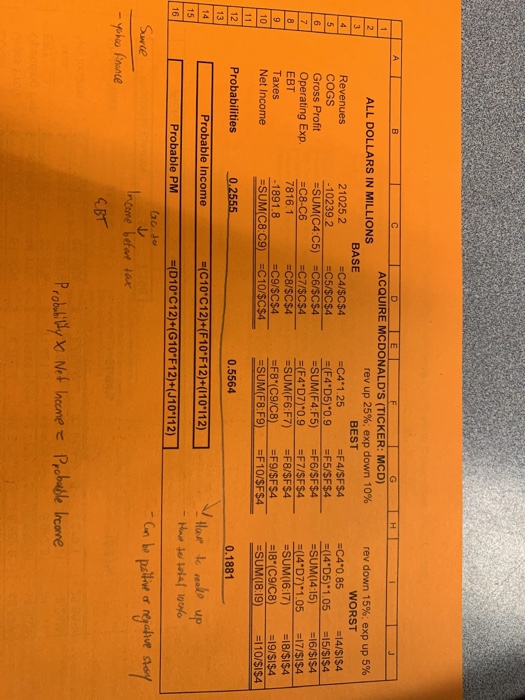 A B C D E F G H I J
1 ACQUIRE MCDONALD'S (TICKER: MCD)
2 ALL DOLLARS IN MILLIONS rev up 25%, exp down 10% rev down 15%, exp up 5%
3 BASE BEST WORST
4 Revenues 21025.2 =C4/$C$4 =C4*1.25 =F4/$F$4 =C4*0.85 =I4/$I$4
5 COGS -10239.2 =C5/$C$4 =(F4*D5)*0.9 =F5/$F$4 =(I4*D5)*1.05 =I5/$I$4
6 Gross Profit =SUM(C4:C5) =C6/$C$4 =SUM(F4:F5) =F6/$F$4 =SUM(I4:I5) =I6/$I$4
7 Operating Exp. =C8-C6 =C7/$C$4 =(F4*D7)*0.9 =F7/$F$4 =(I4*D7)*1.05 =I7/$I$4
8 EBT 7816.1 =C8/$C$4 =SUM(F6:F7) =F8/$F$4 =SUM(I6:I7) =I8/$I$4
9 Taxes -1891.8 =C9/$C$4 =F8*(C9/C8) =F9/$F$4 =I8*(C9/C8) =I9/$I$4
10 Net Income =SUM(C8:C9) =C10/$C$4 =SUM(F8:F9) =F10/$F$4 =SUM(I8:I9) =I10/$I$4
11
12 Probabilities 0.2555 0.5564 0.1881
13
14 Probable Income =(C10*C12)+(F10*F12)+(I10*I12)
15
16 Probable PM =(D10*C12)+(G10*F12)+(J10*I12)
- Have to make up
- Have to total 100%
Source
- yahoo finance
Income before tax
EBT
- Can be positive or negative
Probability x Net Income = Probable Income